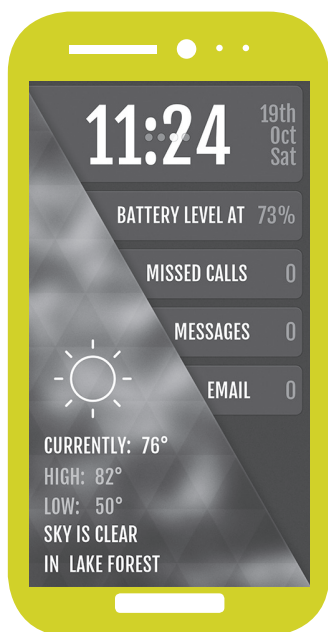 11:24
19th
Oct
Sat
BATTERY LEVEL AT 73%
MISSED CALLS 0
MESSAGES 0
EMAIL 0
CURRENTLY: 76°
HIGH: 82°
LOW: 50°
SKY IS CLEAR
IN LAKE FOREST